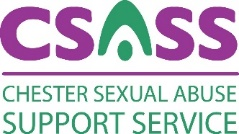 CSASS
CHESTER SEXUAL ABUSE
SUPPORT SERVICE